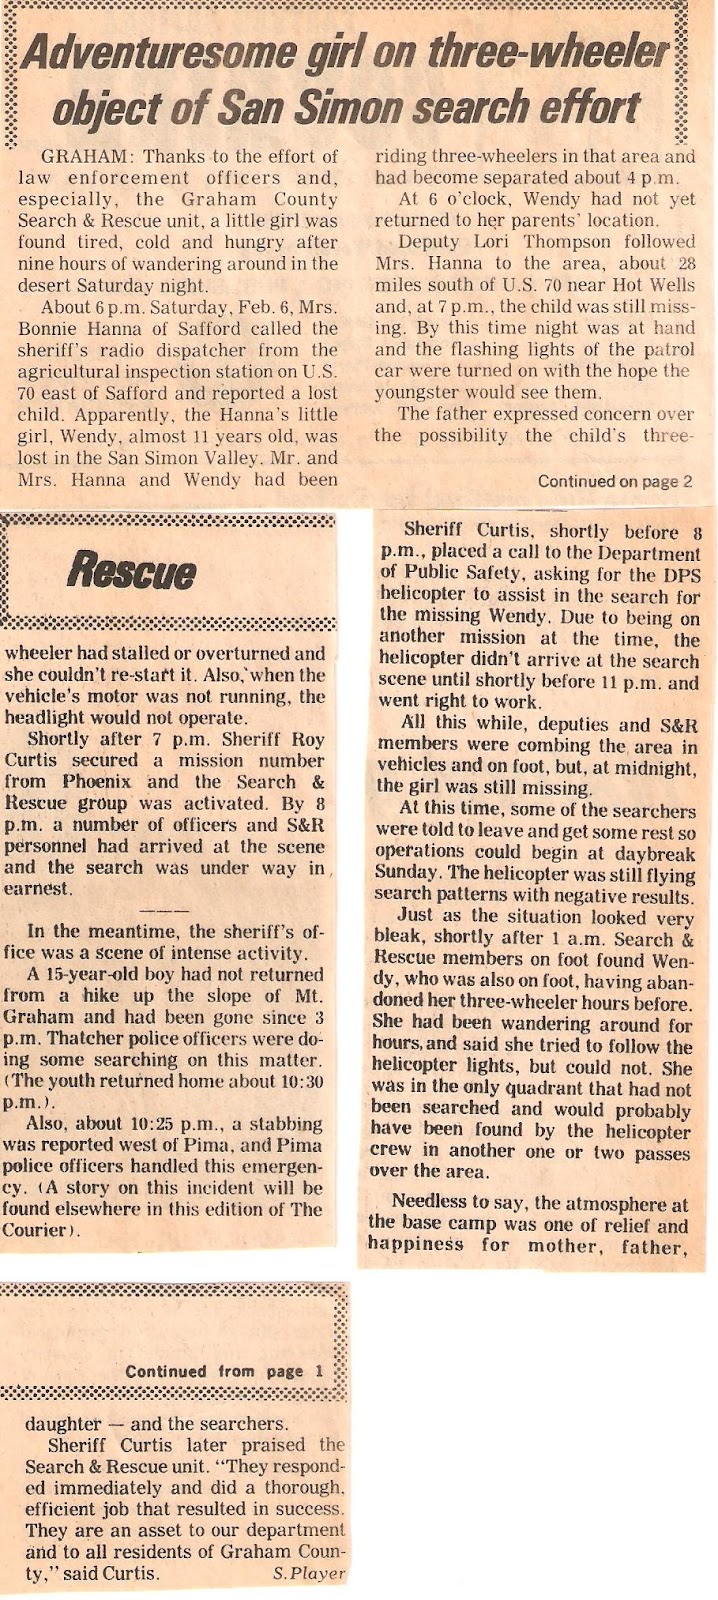 Adventuresome girl on three-wheeler
object of San Simon search effort
GRAHAM: Thanks to the effort of
law enforcement officers and,
especially, the Graham County
Search & Rescue unit, a little girl was
found tired, cold and hungry after
nine hours of wandering around in the
desert Saturday night.
About 6 p.m. Saturday, Feb. 6, Mrs.
Bonnie Hanna of Safford called the
sheriff's radio dispatcher from the
agricultural inspection station on U.S.
70 east of Safford and reported a lost
child. Apparently, the Hanna's little
girl, Wendy, almost 11 years old, was
lost in the San Simon Valley. Mr. and
Mrs. Hanna and Wendy had been
riding three-wheelers in that area and
had become separated about 4 p.m.
At 6 o'clock, Wendy had not yet
returned to her parents' location.
Deputy Lori Thompson followed
Mrs. Hanna to the area, about 28
miles south of U.S. 70 near Hot Wells
and, at 7 p.m., the child was still miss-
ing. By this time night was at hand
and the flashing lights of the patrol
car were turned on with the hope the
youngster would see them.
The father expressed concern over
the possibility the child's three-
Continued on page 2
Rescue
wheeler had stalled or overturned and
she couldn't re-start it. Also, when the
vehicle's motor was not running, the
headlight would not operate.
Shortly after 7 p.m. Sheriff Roy
Curtis secured a mission number
from Phoenix and the Search &
Rescue group was activated. By 8
p.m. a number of officers and S&R
personnel had arrived at the scene
and the search was under way in
earnest.
In the meantime, the sheriff's of-
fice was a scene of intense activity.
A 15-year-old boy had not returned
from a hike up the slope of Mt.
Graham and had been gone since 3
p.m. Thatcher police officers were do-
ing some searching on this matter.
(The youth returned home about 10:30
p.m.).
Also, about 10:25 p.m., a stabbing
was reported west of Pima, and Pima
police officers handled this emergen-
cy. (A story on this incident will be
found elsewhere in this edition of The
Courier).
Sheriff Curtis, shortly before 8
p.m., placed a call to the Department
of Public Safety, asking for the DPS
helicopter to assist in the search for
the missing Wendy. Due to being on
another mission at the time, the
helicopter didn't arrive at the search
scene until shortly before 11 p.m. and
went right to work.
All this while, deputies and S&R
members were combing the area in
vehicles and on foot, but, at midnight,
the girl was still missing.
At this time, some of the searchers
were told to leave and get some rest so
operations could begin at daybreak
Sunday. The helicopter was still flying
search patterns with negative results.
Just as the situation looked very
bleak, shortly after 1 a.m. Search &
Rescue members on foot found Wen-
dy, who was also on foot, having aban-
doned her three-wheeler hours before.
She had been wandering around for
hours, and said she tried to follow the
helicopter lights, but could not. She
was in the only quadrant that had not
been searched and would probably
have been found by the helicopter
crew in another one or two passes
over the area.
Needless to say, the atmosphere at
the base camp was one of relief and
happiness for mother, father,
Continued from page 1
daughter — and the searchers.
Sheriff Curtis later praised the
Search & Rescue unit. "They respond-
ed immediately and did a thorough,
efficient job that resulted in success.
They are an asset to our department
and to all residents of Graham Coun-
ty," said Curtis. S. Player